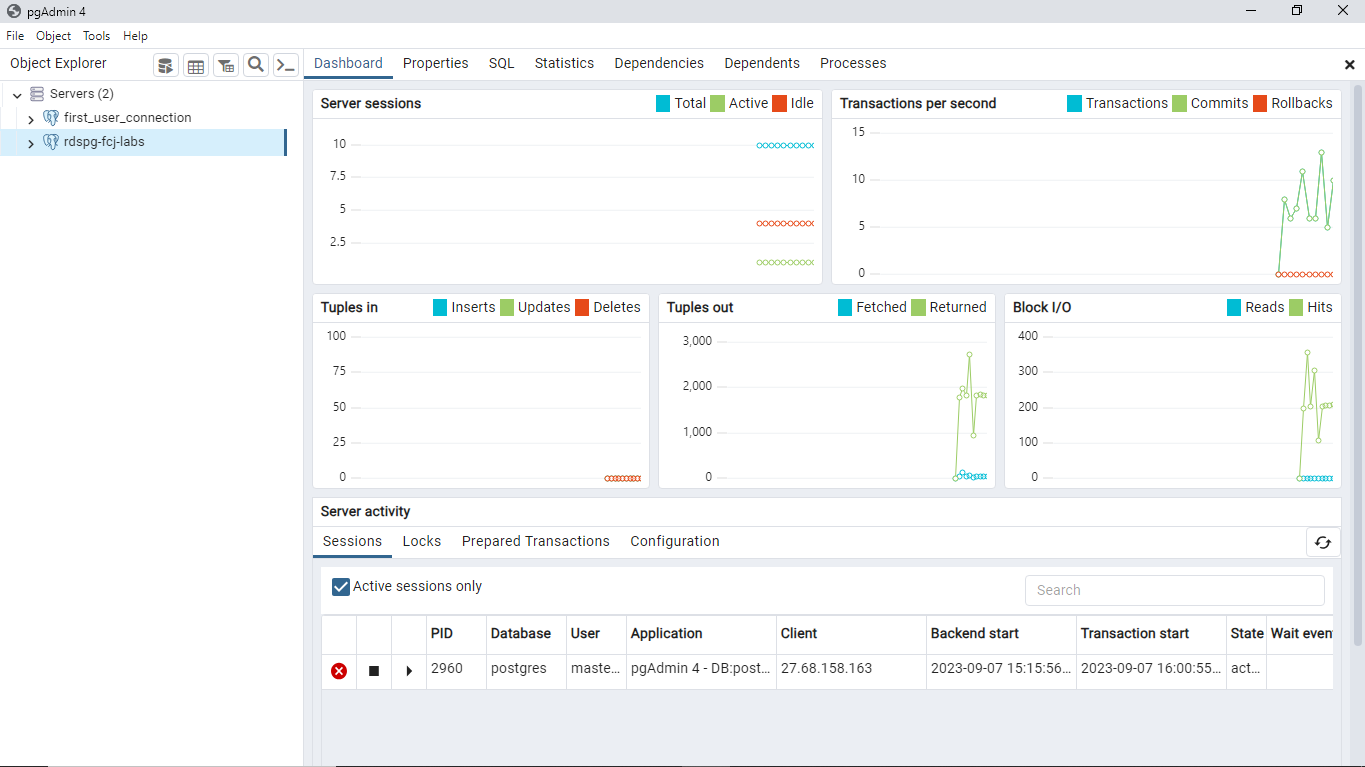 pgAdmin 4
File Object Tools Help
Object Explorer
Dashboard Properties SQL Statistics Dependencies Dependents Processes
Servers (2)
first_user_connection
rdspg-fcj-labs
Server sessions Total Active Idle
10
7.5
5
2.5
Transactions per second Transactions Commits Rollbacks
15
10
5
0
Tuples in Inserts Updates Deletes
100
75
50
25
0
Tuples out Fetched Returned
3,000
2,000
1,000
0
Block I/O Reads Hits
400
300
200
100
0
Server activity
Sessions Locks Prepared Transactions Configuration
Active sessions only Search
PID Database User Application Client Backend start Transaction start State Wait even
2960 postgres maste... pgAdmin 4 - DB:post... 27.68.158.163 2023-09-07 15:15:56... 2023-09-07 16:00:55... act...